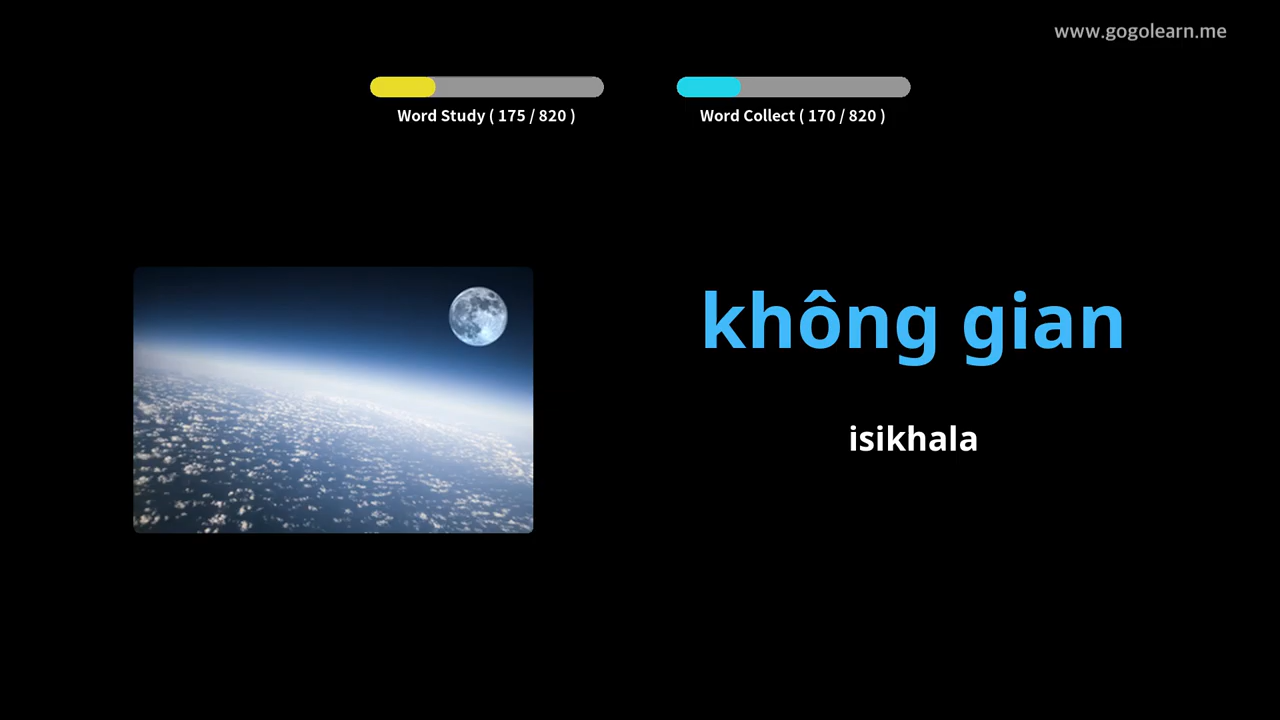 www.gogolearn.me
Word Study ( 175 / 820 )
Word Collect ( 170 / 820 )
không gian
isikhala